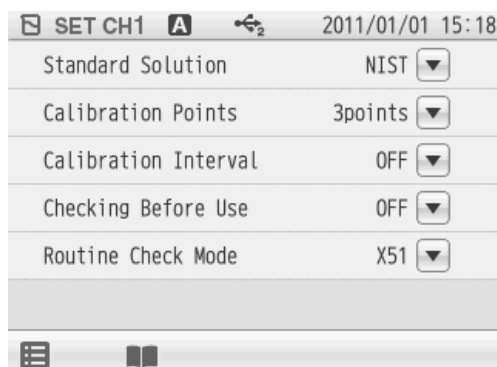 SET CH1 A 2 2011/01/01 15:18
Standard Solution NIST
Calibration Points 3points
Calibration Interval OFF
Checking Before Use OFF
Routine Check Mode X51